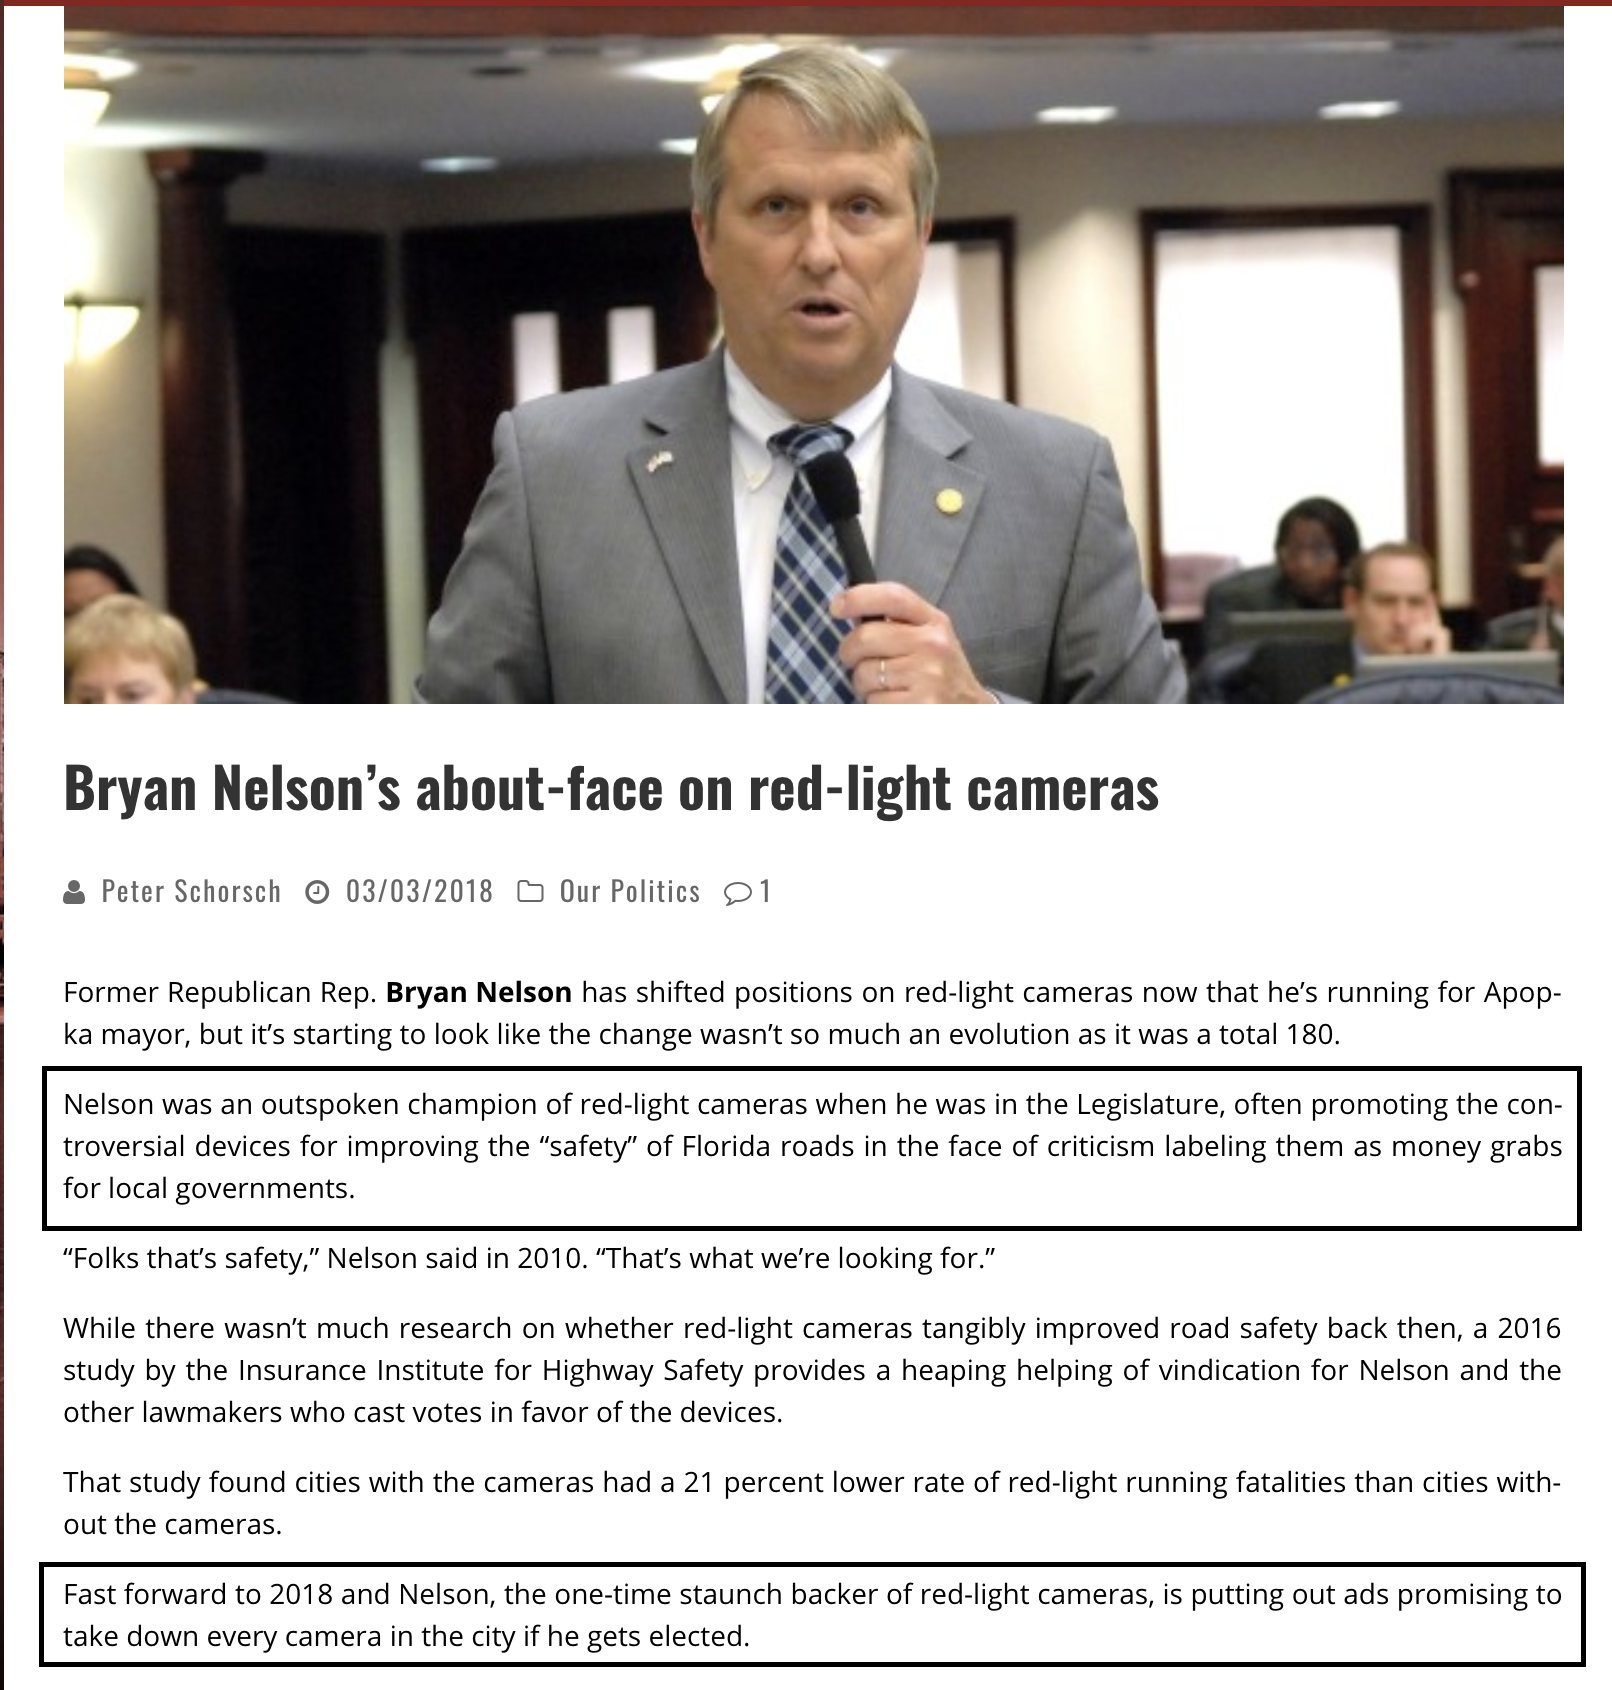 Bryan Nelson’s about-face on red-light cameras
Peter Schorsch 03/03/2018 Our Politics 1
Former Republican Rep. Bryan Nelson has shifted positions on red-light cameras now that he’s running for Apop-
ka mayor, but it’s starting to look like the change wasn’t so much an evolution as it was a total 180.
Nelson was an outspoken champion of red-light cameras when he was in the Legislature, often promoting the con-
troversial devices for improving the “safety” of Florida roads in the face of criticism labeling them as money grabs
for local governments.
“Folks that’s safety,” Nelson said in 2010. “That’s what we’re looking for.”
While there wasn’t much research on whether red-light cameras tangibly improved road safety back then, a 2016
study by the Insurance Institute for Highway Safety provides a heaping helping of vindication for Nelson and the
other lawmakers who cast votes in favor of the devices.
That study found cities with the cameras had a 21 percent lower rate of red-light running fatalities than cities with-
out the cameras.
Fast forward to 2018 and Nelson, the one-time staunch backer of red-light cameras, is putting out ads promising to
take down every camera in the city if he gets elected.